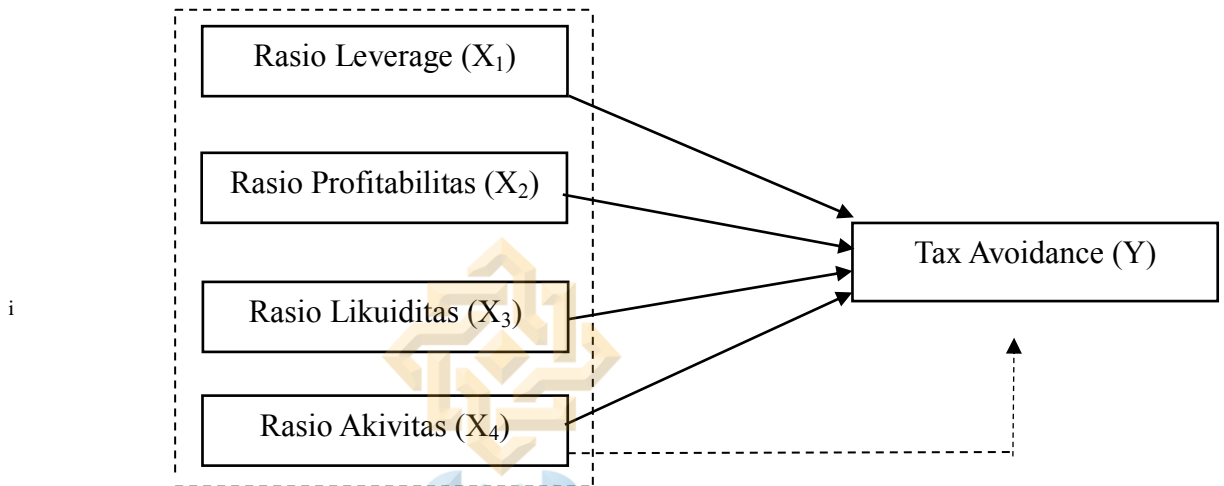 Rasio Leverage (X₁)
Rasio Profitabilitas (X₂)
Tax Avoidance (Y)
Rasio Likuiditas (X₃)
i
Rasio Akivitas (X₄)